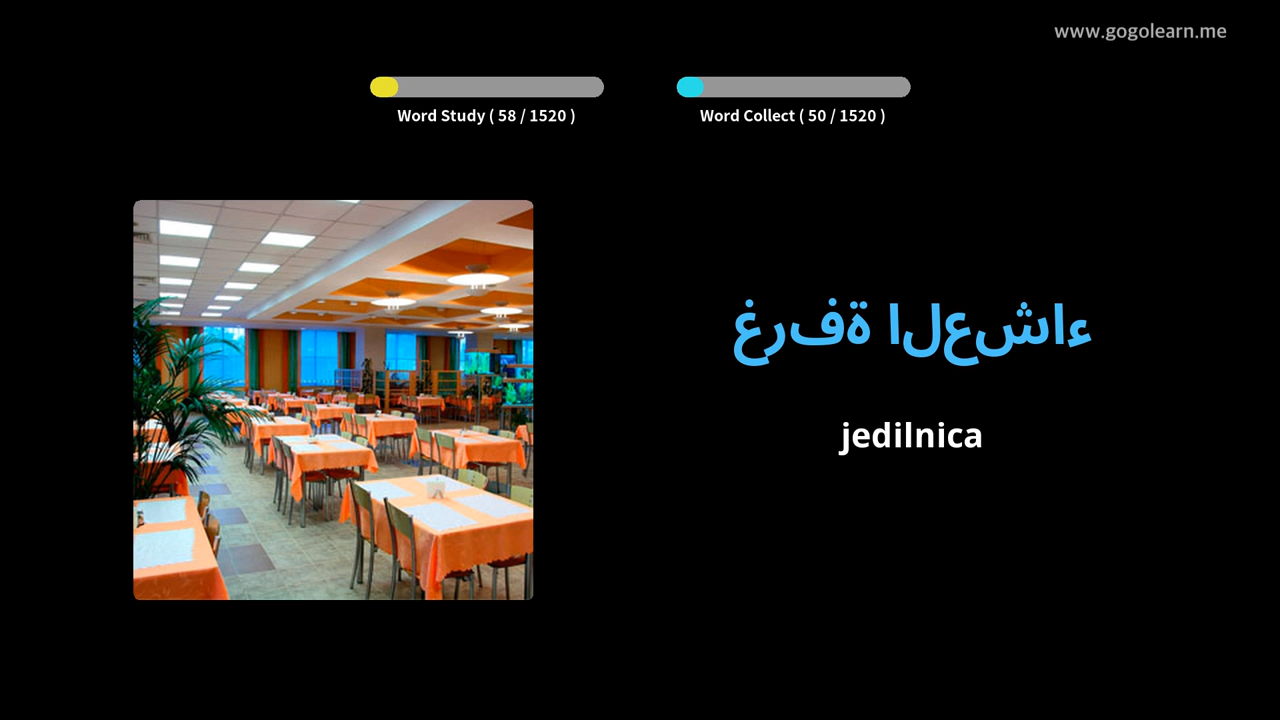 www.gogolearn.me
Word Study ( 58 / 1520 )
Word Collect ( 50 / 1520 )
غرفة العشاء
jedilnica